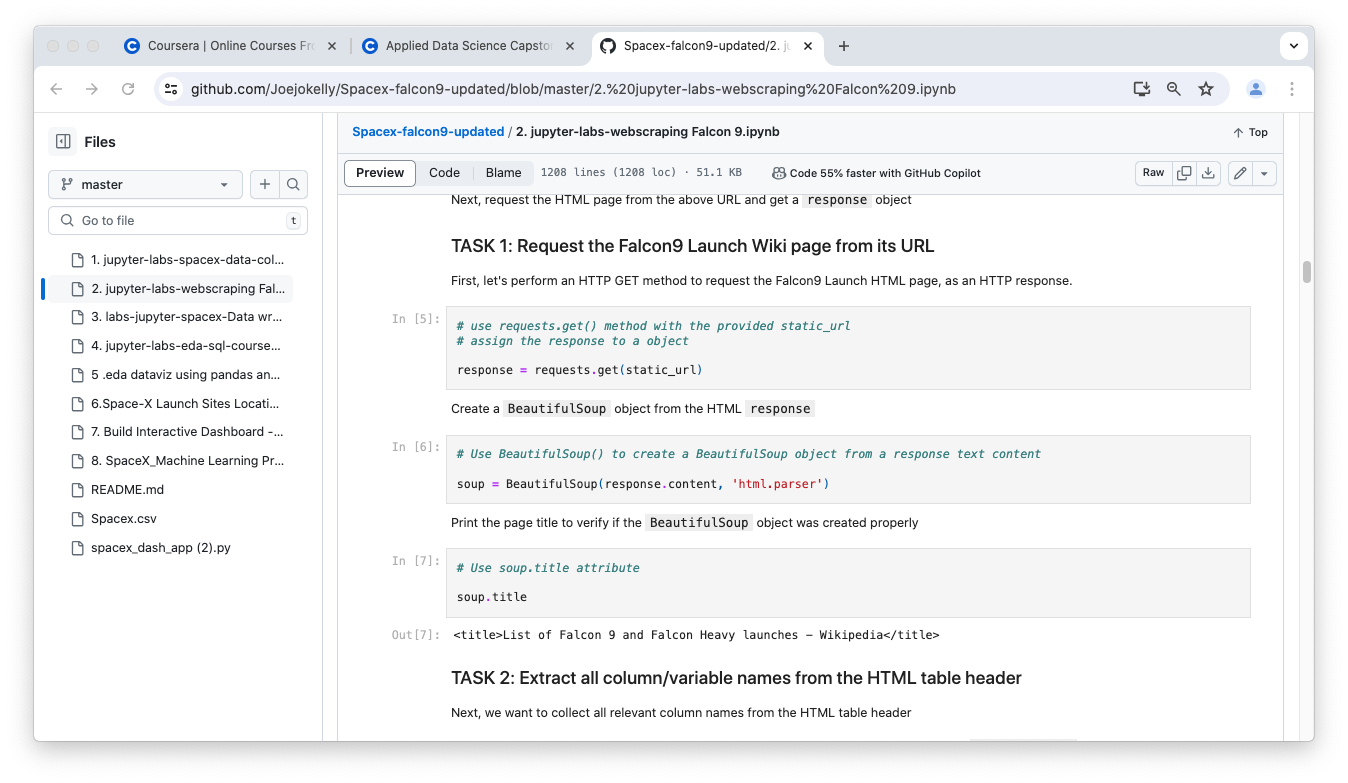 Coursera | Online Courses Fr
Applied Data Science Capstor
Spacex-falcon9-updated/2. ju
github.com/Joejokelly/Spacex-falcon9-updated/blob/master/2.%20jupyter-labs-webscraping%20Falcon%209.ipynb
Files
master
Go to file
t
1. jupyter-labs-spacex-data-col...
2. jupyter-labs-webscraping Fal...
3. labs-jupyter-spacex-Data wr...
4. jupyter-labs-eda-sql-course...
5 .eda dataviz using pandas an...
6.Space-X Launch Sites Locati...
7. Build Interactive Dashboard -...
8. SpaceX_Machine Learning Pr...
README.md
Spacex.csv
spacex_dash_app (2).py
Spacex-falcon9-updated / 2. jupyter-labs-webscraping Falcon 9.ipynb
Top
Preview Code Blame 1208 lines (1208 loc) · 51.1 KB Code 55% faster with GitHub Copilot Raw
Next, request the HTML page from the above URL and get a response object
TASK 1: Request the Falcon9 Launch Wiki page from its URL
First, let's perform an HTTP GET method to request the Falcon9 Launch HTML page, as an HTTP response.
In [5]:
# use requests.get() method with the provided static_url
# assign the response to a object
response = requests.get(static_url)
Create a BeautifulSoup object from the HTML response
In [6]:
# Use BeautifulSoup() to create a BeautifulSoup object from a response text content
soup = BeautifulSoup(response.content, 'html.parser')
Print the page title to verify if the BeautifulSoup object was created properly
In [7]:
# Use soup.title attribute
soup.title
Out[7]: <title>List of Falcon 9 and Falcon Heavy launches - Wikipedia</title>
TASK 2: Extract all column/variable names from the HTML table header
Next, we want to collect all relevant column names from the HTML table header